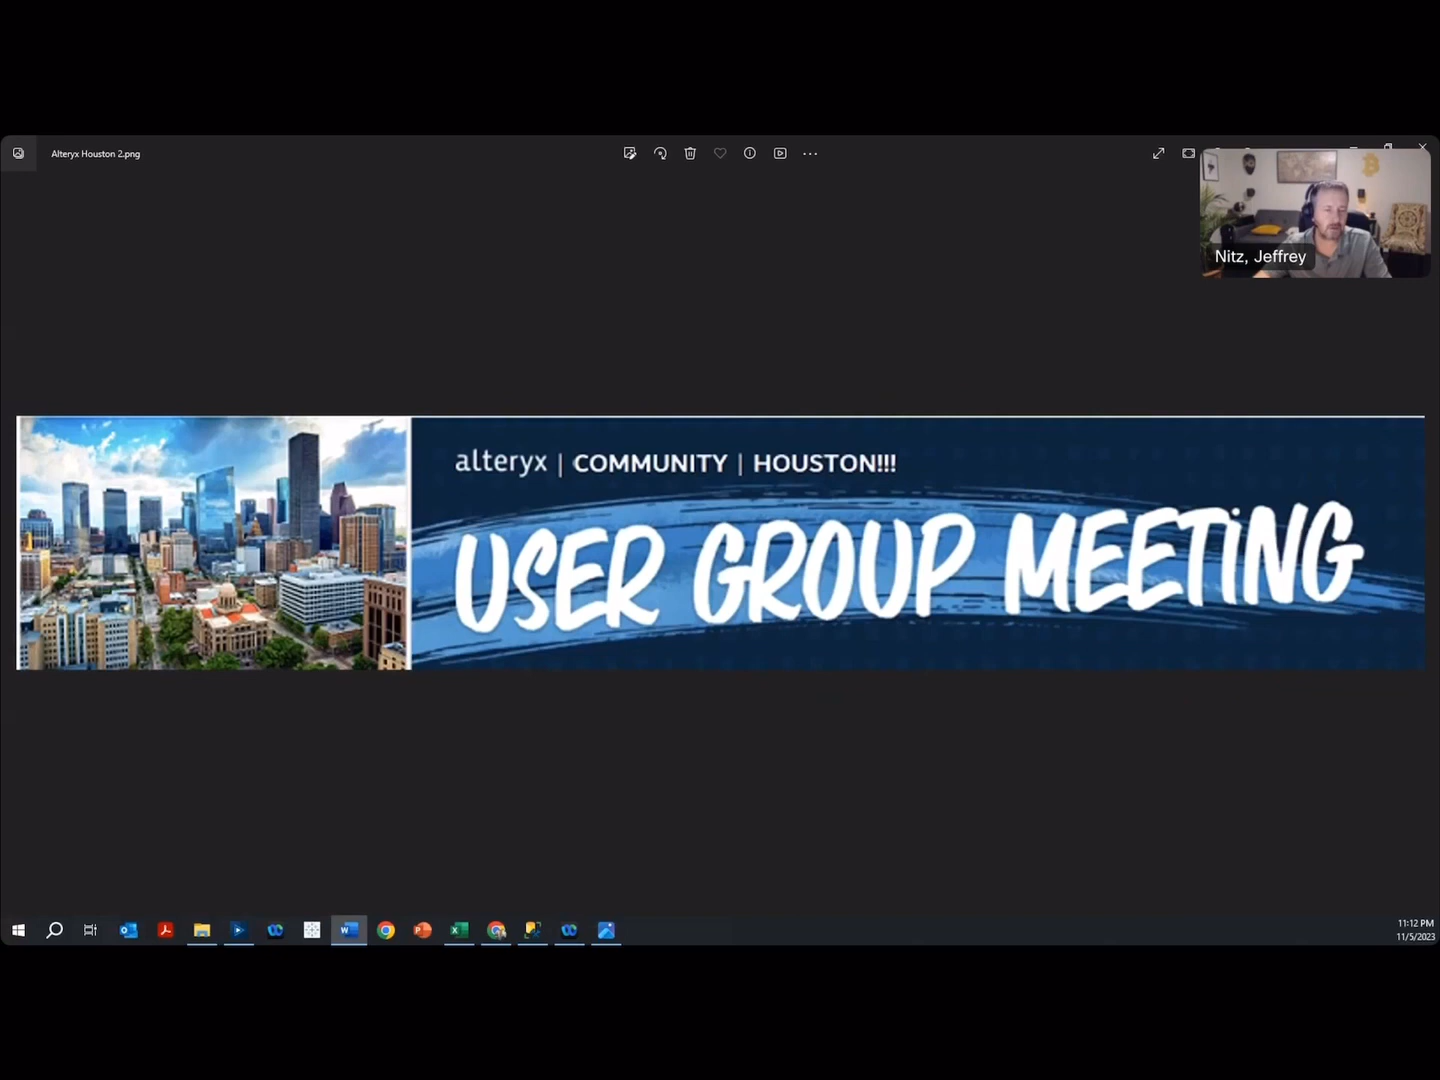 Alteryx Houston 2.png
Nitz, Jeffrey
alteryx | COMMUNITY | HOUSTON!!!
USER GROUP MEETING
11:12 PM
11/5/2023